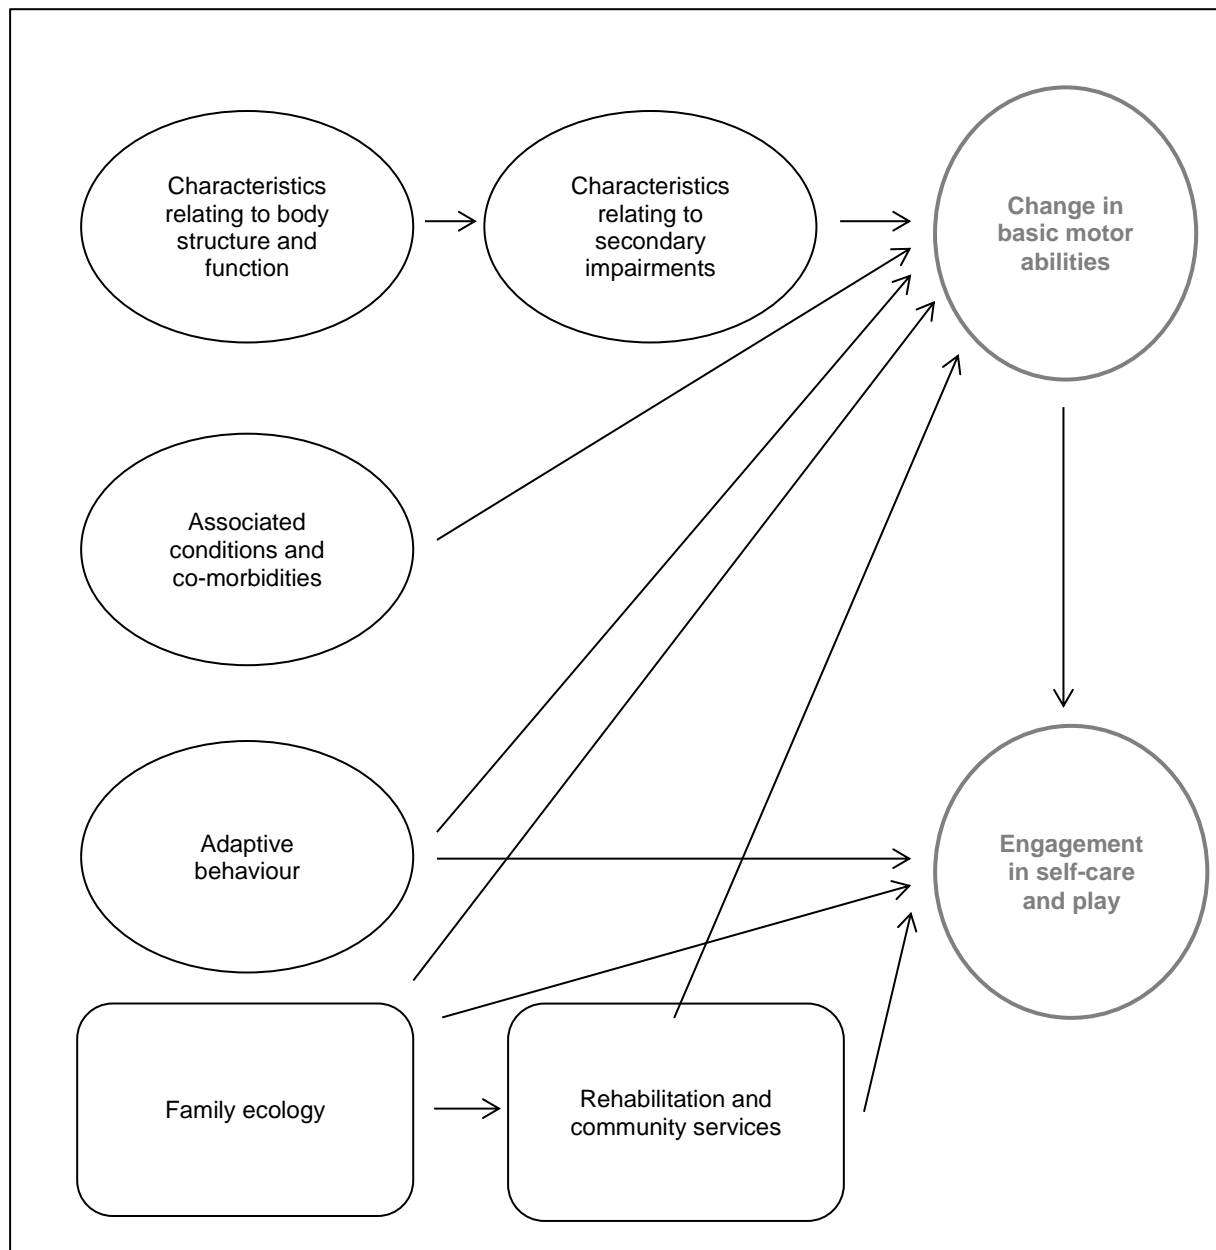 Characteristics
relating to body
structure and
function
Characteristics
relating to
secondary
impairments
Change in
basic motor
abilities
Associated
conditions and
co-morbidities
Adaptive
behaviour
Engagement
in self-care
and play
Family ecology
Rehabilitation and
community services